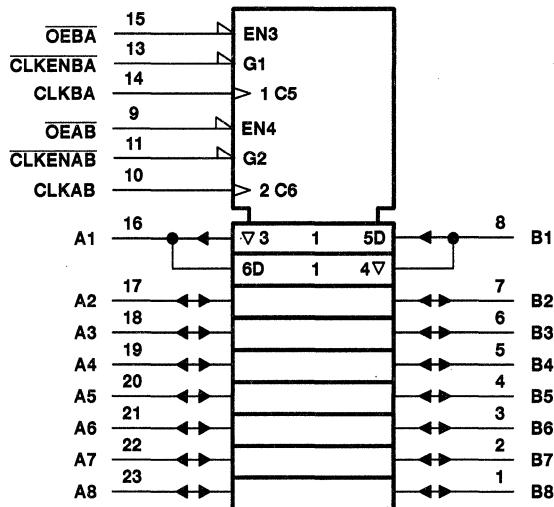 15
OEBA
EN3
13
CLKENBA
G1
14
CLKBA
1 C5
9
OEAB
EN4
11
CLKENAB
G2
10
CLKAB
2 C6
16 8
A1 ▽ 3 1 5D B1
6D 1 4 ▽
17 7
A2 B2
18 6
A3 B3
19 5
A4 B4
20 4
A5 B5
21 3
A6 B6
22 2
A7 B7
23 1
A8 B8